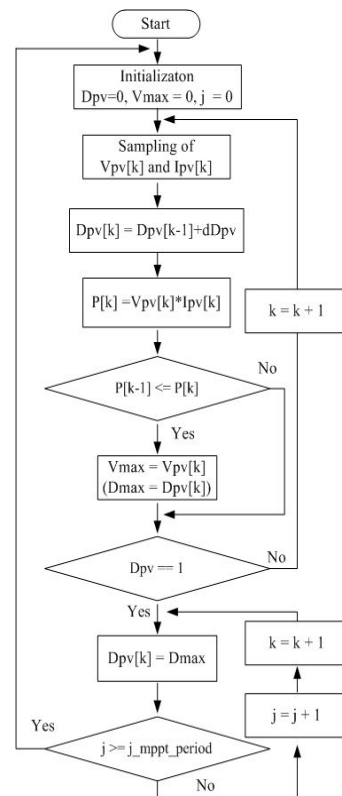 Start
Initializaton
Dpv=0, Vmax = 0, j = 0
Sampling of
Vpv[k] and Ipv[k]
Dpv[k] = Dpv[k-1]+dDpv
P[k] =Vpv[k]*Ipv[k]
k = k + 1
P[k-1] <= P[k]
No
Yes
Vmax = Vpv[k]
(Dmax = Dpv[k])
Dpv == 1
No
Yes
Dpv[k] = Dmax
k = k + 1
j = j + 1
Yes
j >= j_mppt_period
No